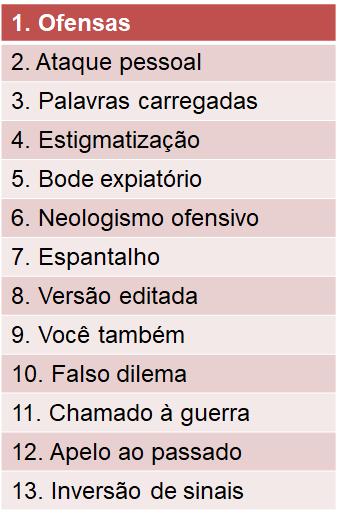 1. Ofensas
2. Ataque pessoal
3. Palavras carregadas
4. Estigmatização
5. Bode expiatório
6. Neologismo ofensivo
7. Espantalho
8. Versão editada
9. Você também
10. Falso dilema
11. Chamado à guerra
12. Apelo ao passado
13. Inversão de sinais